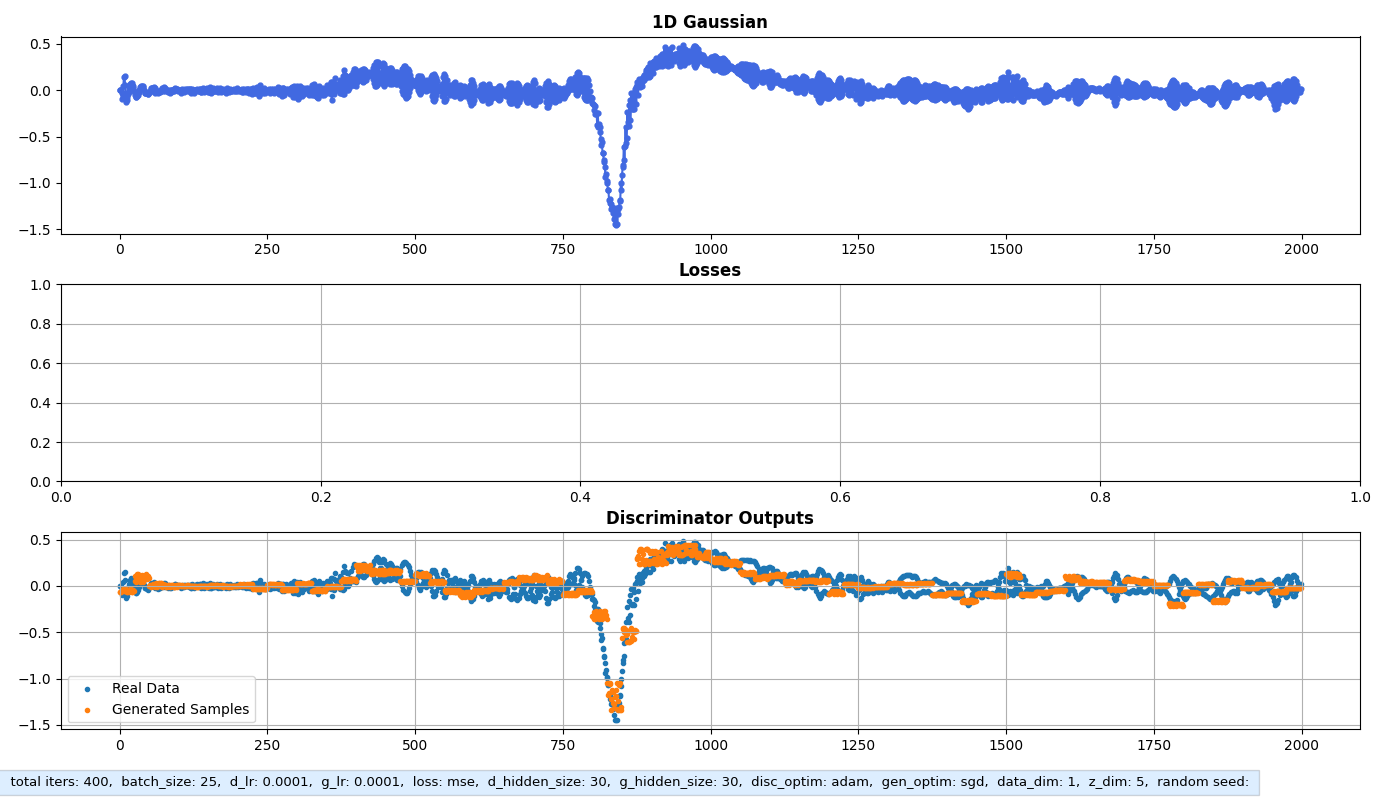 1D Gaussian
0.5
0.0
−0.5
−1.0
−1.5
0 250 500 750 1000 1250 1500 1750 2000
Losses
1.0
0.8
0.6
0.4
0.2
0.0
0.0 0.2 0.4 0.6 0.8 1.0
Discriminator Outputs
0.5
0.0
−0.5
−1.0
−1.5
Real Data
Generated Samples
0 250 500 750 1000 1250 1500 1750 2000
total iters: 400, batch_size: 25, d_lr: 0.0001, g_lr: 0.0001, loss: mse, d_hidden_size: 30, g_hidden_size: 30, disc_optim: adam, gen_optim: sgd, data_dim: 1, z_dim: 5, random seed: